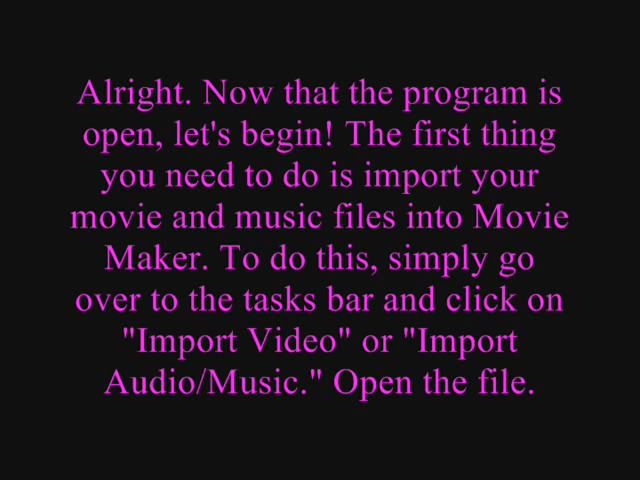 Alright. Now that the program is
open, let's begin! The first thing
you need to do is import your
movie and music files into Movie
Maker. To do this, simply go
over to the tasks bar and click on
"Import Video" or "Import
Audio/Music." Open the file.